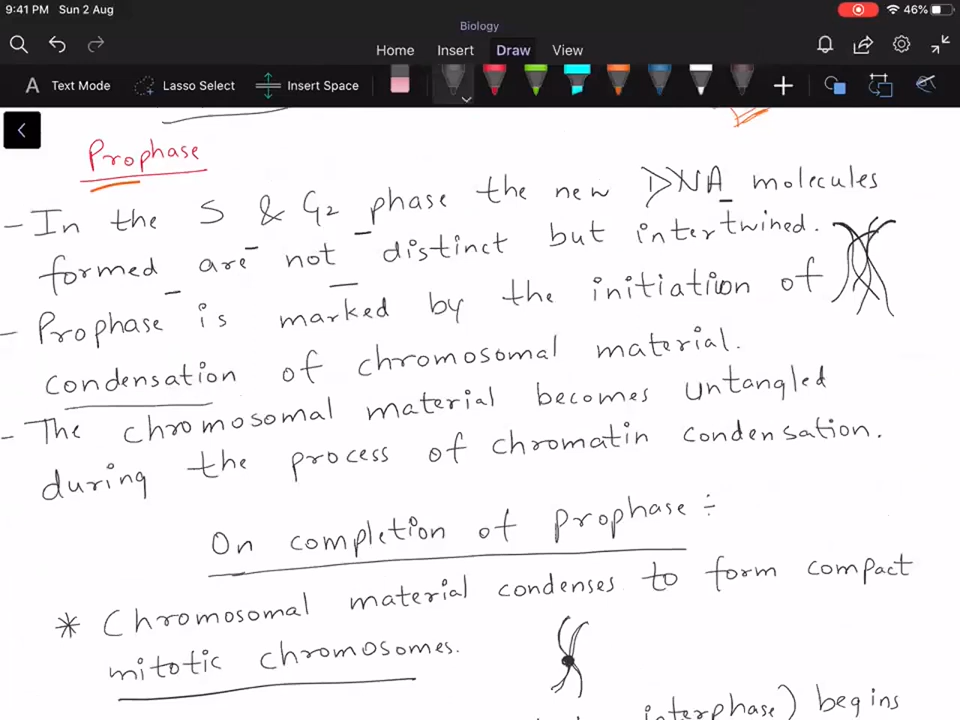 9:41 PM Sun 2 Aug
46%
Biology
Home Insert Draw View
Text Mode Lasso Select Insert Space
Prophase
- In the S & G2 phase the new DNA molecules
formed are not distinct but intertwined.
- Prophase is marked by the initiation of
condensation of chromosomal material.
- The chromosomal material becomes untangled
during the process of chromatin condensation.
On completion of prophase ÷
* Chromosomal material condenses to form compact
mitotic chromosomes.
interphase) begins